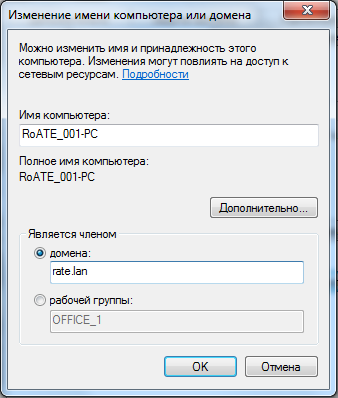 Изменение имени компьютера или домена
Можно изменить имя и принадлежность этого
компьютера. Изменения могут повлиять на доступ к
сетевым ресурсам. Подробности
Имя компьютера:
RoATE_001-PC
Полное имя компьютера:
RoATE_001-PC
Дополнительно...
Является членом
домена:
rate.lan
рабочей группы:
OFFICE_1
OK
Отмена